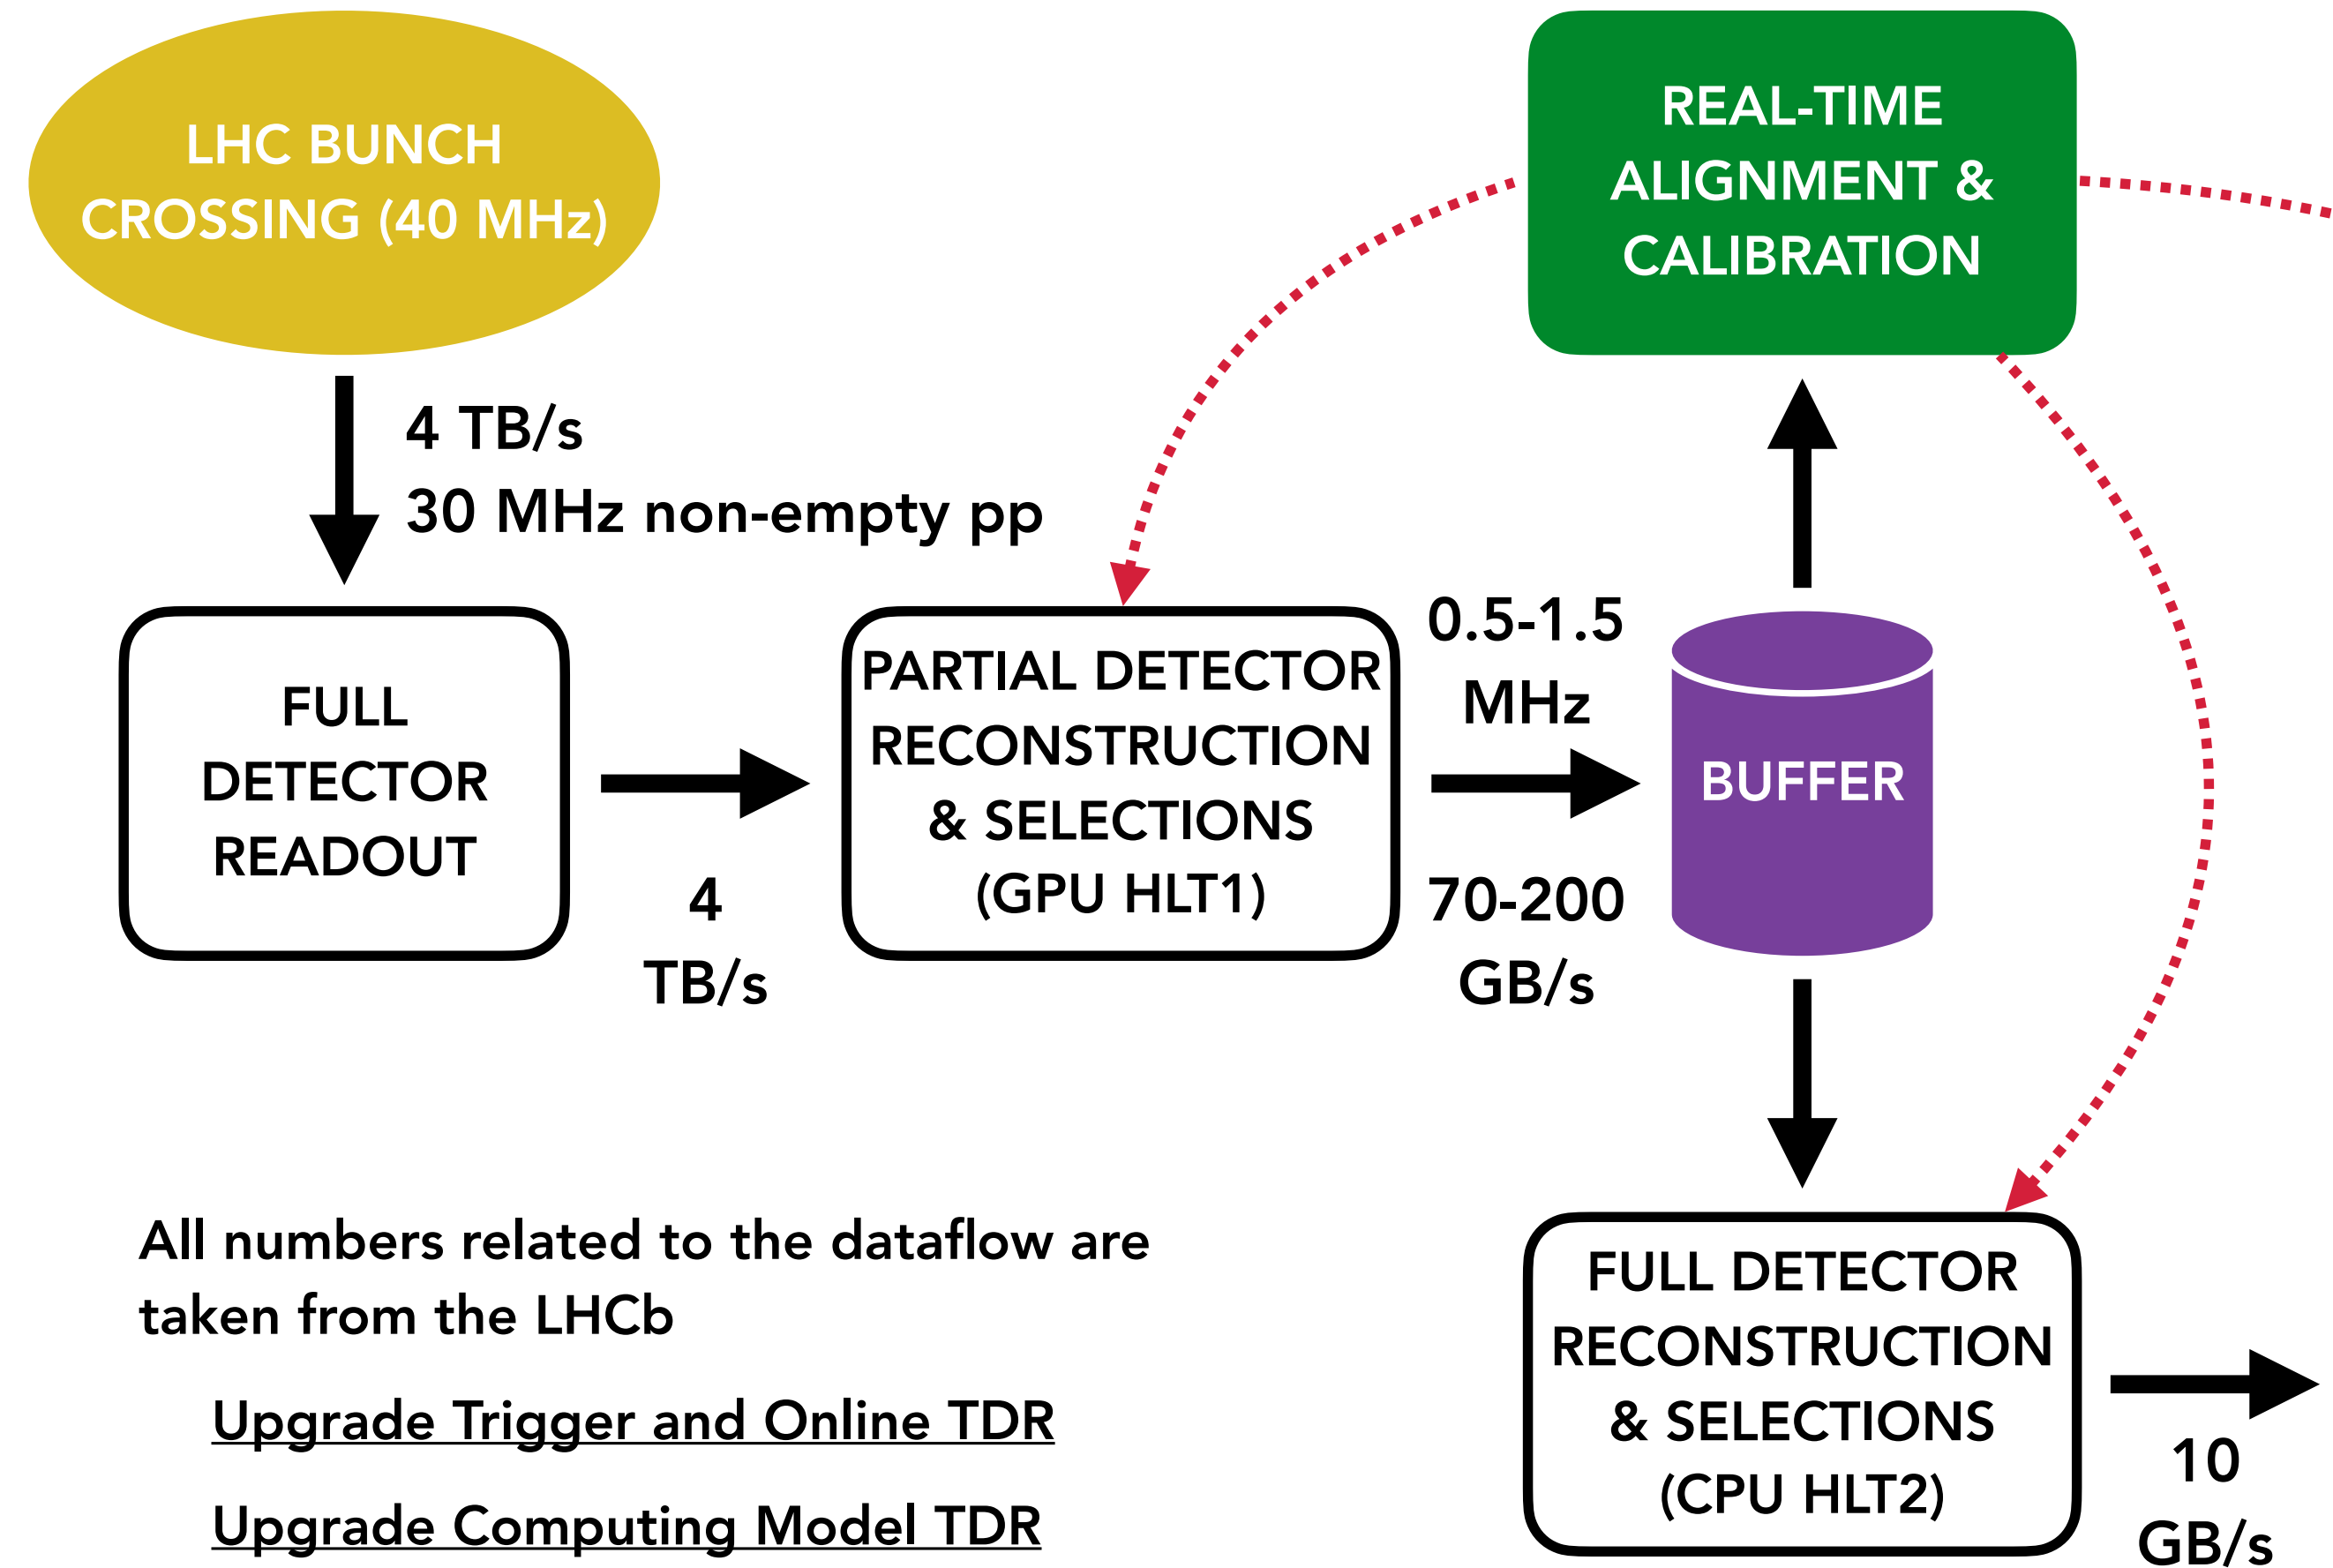 LHC BUNCH
CROSSING (40 MHz)
REAL-TIME
ALIGNMENT &
CALIBRATION
4 TB/s
30 MHz non-empty pp
FULL
DETECTOR
READOUT
4
TB/s
PARTIAL DETECTOR
RECONSTRUCTION
& SELECTIONS
(GPU HLT1)
0.5-1.5
MHz
70-200
GB/s
BUFFER
FULL DETECTOR
RECONSTRUCTION
& SELECTIONS
(CPU HLT2)
10
GB/s
All numbers related to the dataflow are
taken from the LHCb
Upgrade Trigger and Online TDR
Upgrade Computing Model TDR